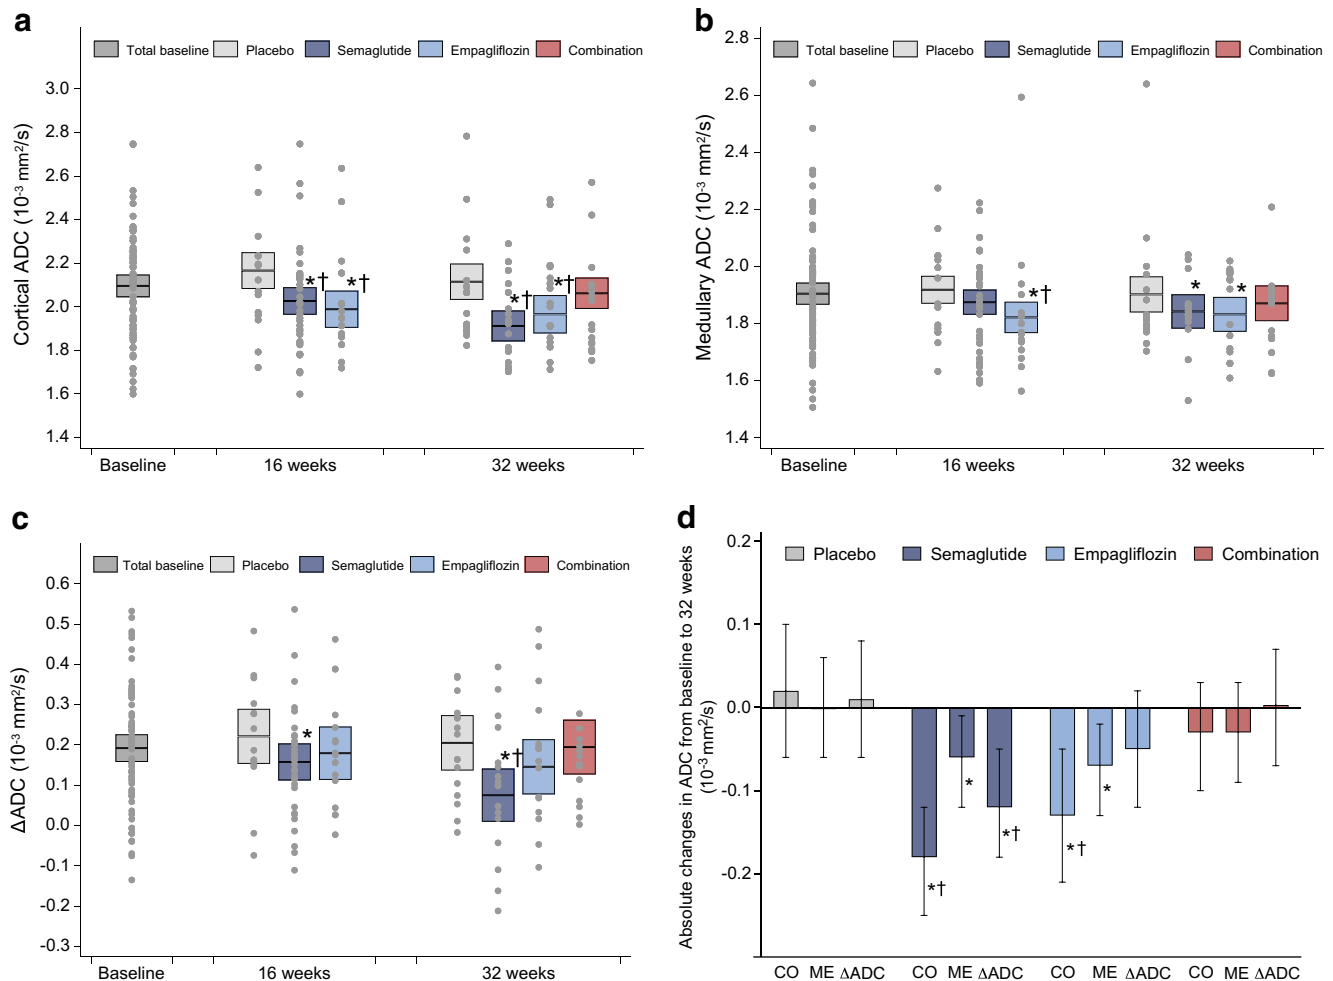 a
Total baseline Placebo Semaglutide Empagliflozin Combination
Cortical ADC (10⁻³ mm²/s)
3.0
2.8
2.6
2.4
2.2
2.0
1.8
1.6
1.4
*† *† *† *†
Baseline 16 weeks 32 weeks
b
Total baseline Placebo Semaglutide Empagliflozin Combination
Medullary ADC (10⁻³ mm²/s)
2.8
2.6
2.4
2.2
2.0
1.8
1.6
1.4
*† * *
Baseline 16 weeks 32 weeks
c
Total baseline Placebo Semaglutide Empagliflozin Combination
ΔADC (10⁻³ mm²/s)
0.6
0.5
0.4
0.3
0.2
0.1
0.0
-0.1
-0.2
-0.3
* *†
Baseline 16 weeks 32 weeks
d
Placebo Semaglutide Empagliflozin Combination
Absolute changes in ADC from baseline to 32 weeks
(10⁻³ mm²/s)
0.2
0.1
0.0
-0.1
-0.2
*† * *† *† *
CO ME ΔADC CO ME ΔADC CO ME ΔADC CO ME ΔADC